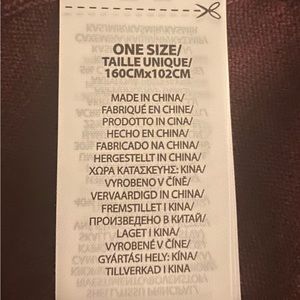 ONE SIZE/
TAILLE UNIQUE/
160CMx102CM
MADE IN CHINA/
FABRIQUÉ EN CHINE/
PRODOTTO IN CINA/
HECHO EN CHINA/
FABRICADO NA CHINA/
HERGESTELLT IN CHINA/
ΧΩΡΑ ΚΑΤΑΣΚΕΥΗΣ: ΚΙΝΑ/
VYROBENO V ČÍNĚ/
VERVAARDIGD IN CHINA/
FREMSTILLET I KINA/
ПРОИЗВЕДЕНО В КИТАЙ/
LAGET I KINA/
VYROBENÉ V ČÍNE/
GYÁRTÁSI HELY: KÍNA/
TILLVERKAD I KINA